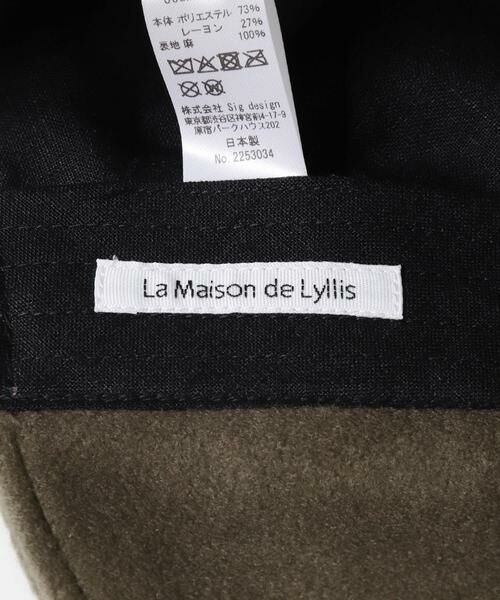 本体 ポリエステル 73%
レーヨン 27%
裏地 麻 100%
株式会社 Sig design
東京都渋谷区神宮前4-17-9
原宿パークハウス202
日本製
No. 2253034
La Maison de Lyllis